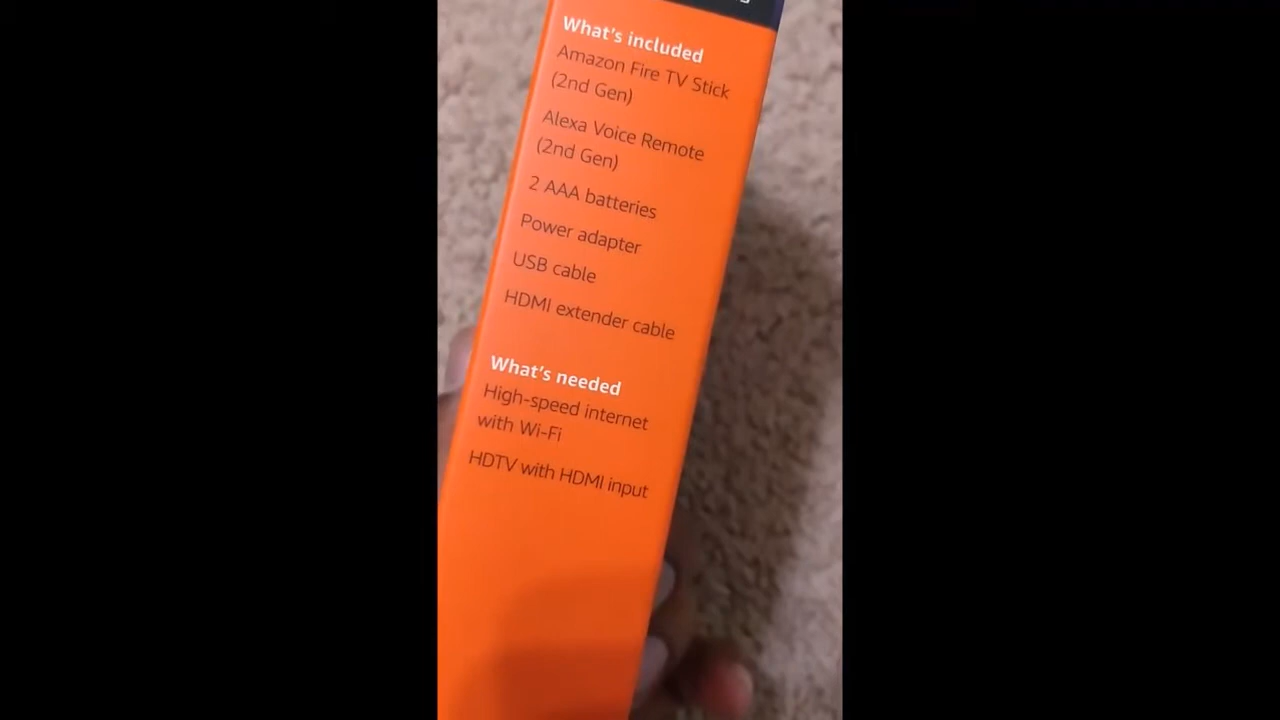 What's included
Amazon Fire TV Stick
(2nd Gen)
Alexa Voice Remote
(2nd Gen)
2 AAA batteries
Power adapter
USB cable
HDMI extender cable
What's needed
High-speed internet
with Wi-Fi
HDTV with HDMI input